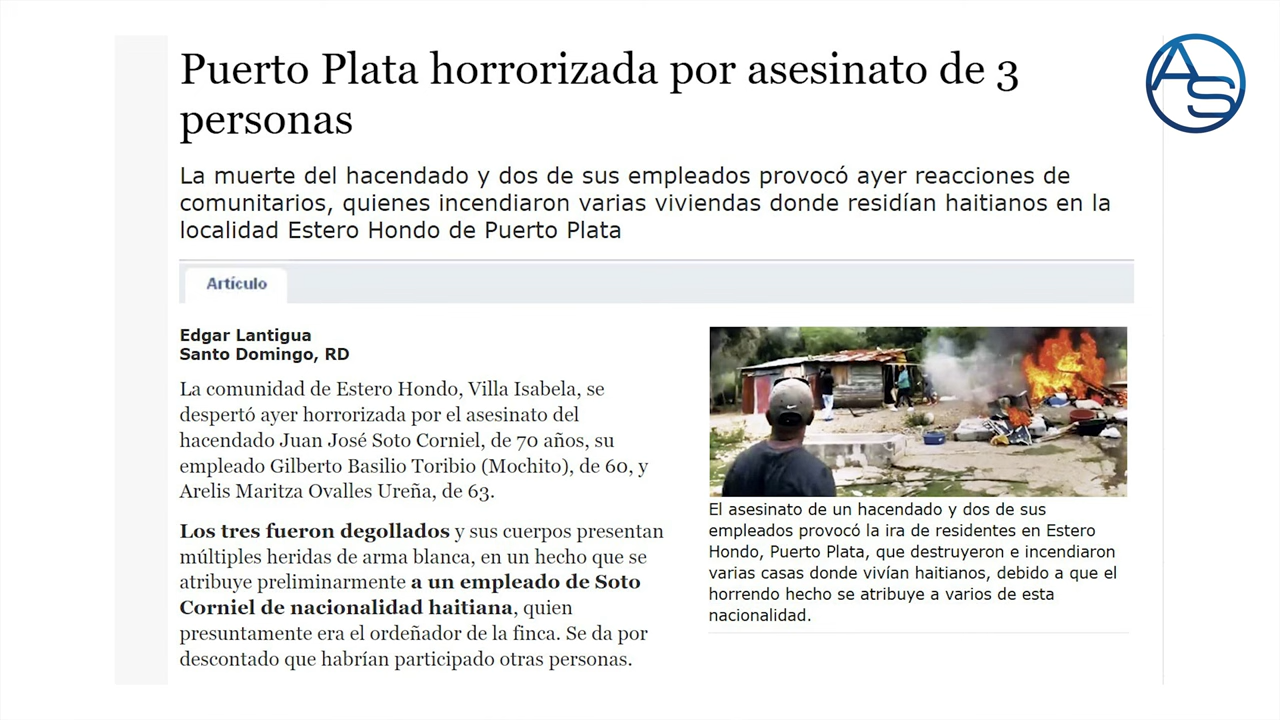 Puerto Plata horrorizada por asesinato de 3
personas
AS
La muerte del hacendado y dos de sus empleados provocó ayer reacciones de
comunitarios, quienes incendiaron varias viviendas donde residían haitianos en la
localidad Estero Hondo de Puerto Plata
Artículo
Edgar Lantigua
Santo Domingo, RD
La comunidad de Estero Hondo, Villa Isabela, se
despertó ayer horrorizada por el asesinato del
hacendado Juan José Soto Corniel, de 70 años, su
empleado Gilberto Basilio Toribio (Mochito), de 60, y
Arelis Maritza Ovalles Ureña, de 63.
Los tres fueron degollados y sus cuerpos presentan
múltiples heridas de arma blanca, en un hecho que se
atribuye preliminarmente a un empleado de Soto
Corniel de nacionalidad haitiana, quien
presuntamente era el ordeñador de la finca. Se da por
descontado que habrían participado otras personas.
El asesinato de un hacendado y dos de sus
empleados provocó la ira de residentes en Estero
Hondo, Puerto Plata, que destruyeron e incendiaron
varias casas donde vivían haitianos, debido a que el
horrendo hecho se atribuye a varios de esta
nacionalidad.